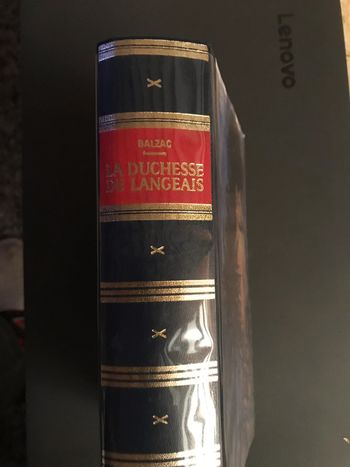 BALZAC
LA DUCHESSE
DE LANGEAIS
Lenovo